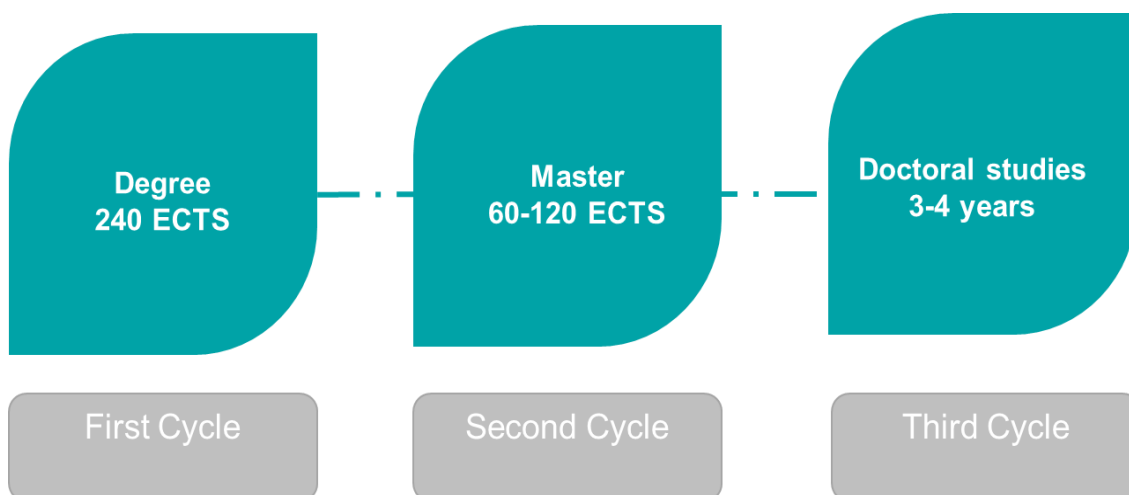 Degree
240 ECTS
Master
60-120 ECTS
Doctoral studies
3-4 years
First Cycle
Second Cycle
Third Cycle